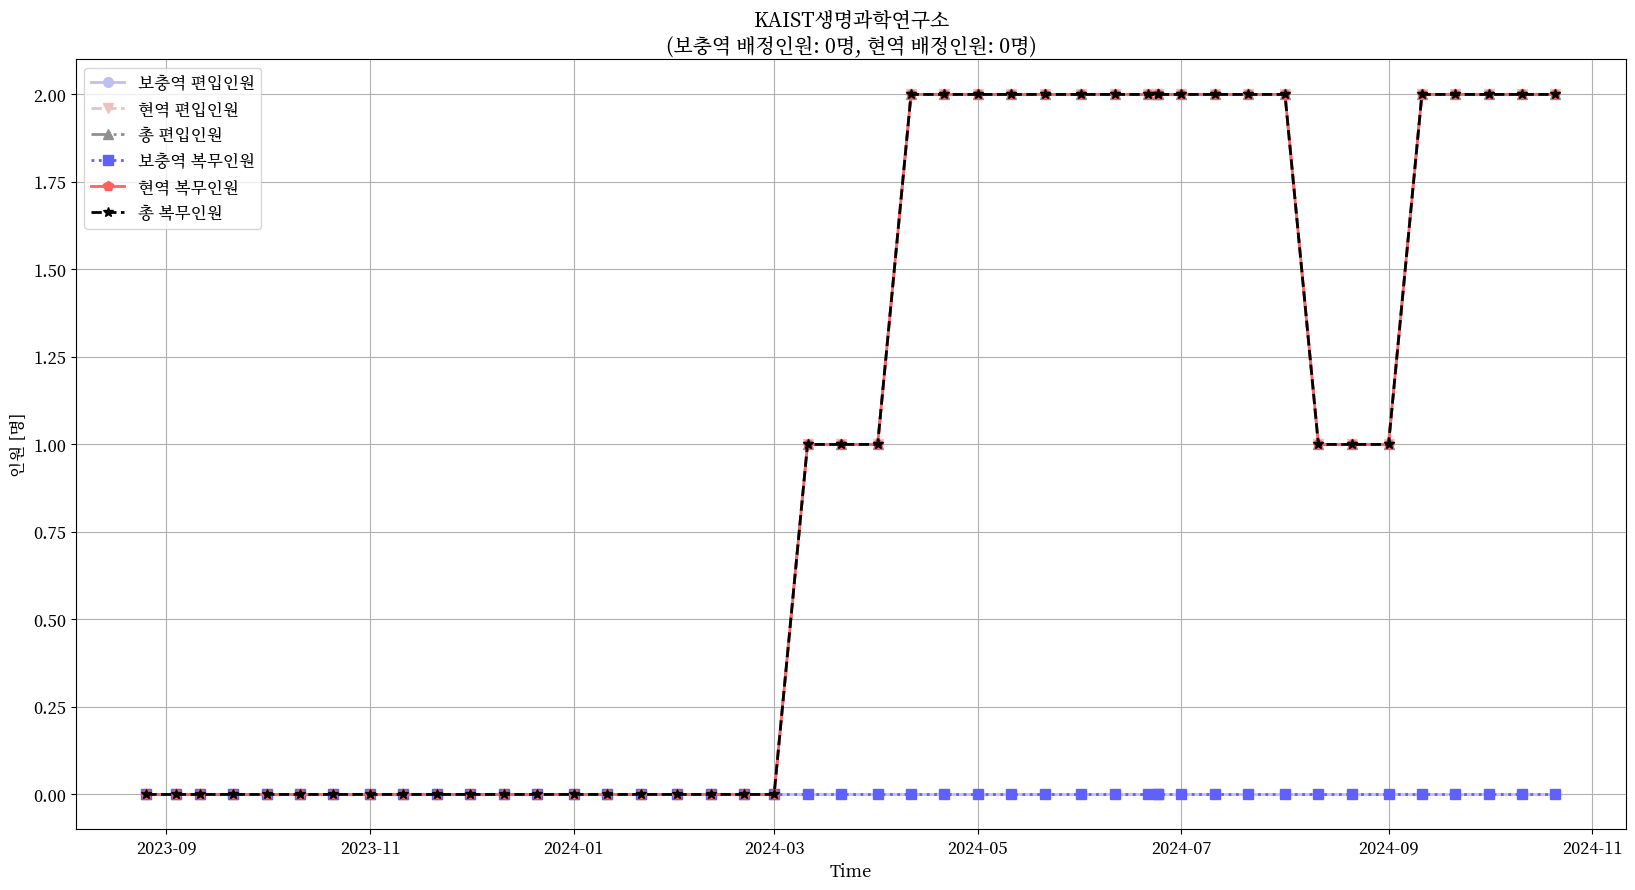 KAIST생명과학연구소
(보충역 배정인원: 0명, 현역 배정인원: 0명)
보충역 편입인원
현역 편입인원
총 편입인원
보충역 복무인원
현역 복무인원
총 복무인원
인원 [명]
2.00
1.75
1.50
1.25
1.00
0.75
0.50
0.25
0.00
2023-09 2023-11 2024-01 2024-03 2024-05 2024-07 2024-09 2024-11
Time